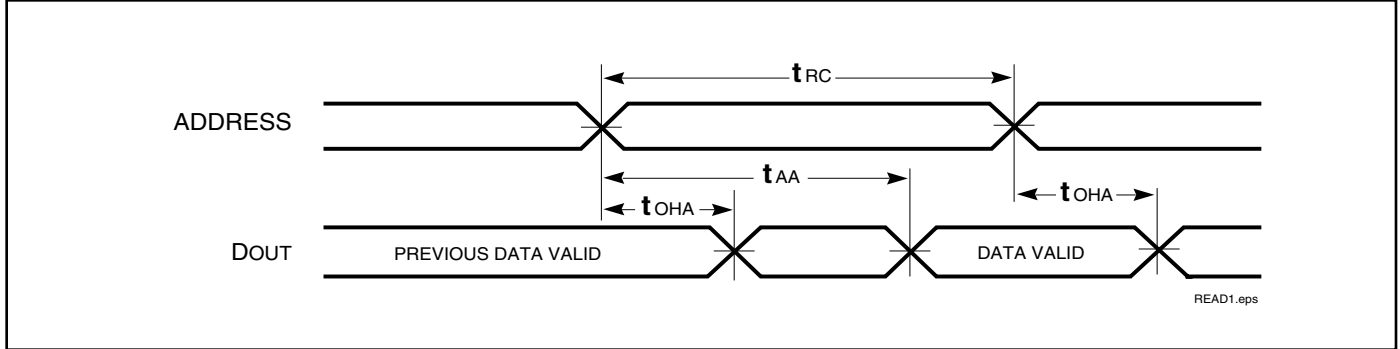 tRC
ADDRESS
tAA
tOHA
tOHA
DOUT
PREVIOUS DATA VALID
DATA VALID
READ1.eps